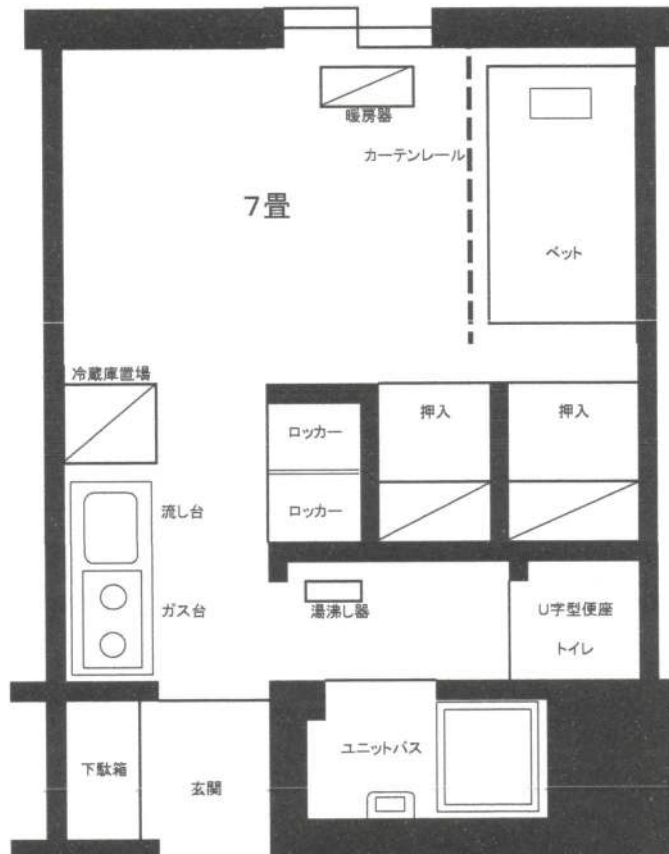 暖房器
カーテンレール
7畳
ベット
冷蔵庫置場
ロッカー
押入
押入
ロッカー
流し台
ガス台
湯沸し器
U字型便座
トイレ
ユニットバス
下駄箱
玄関